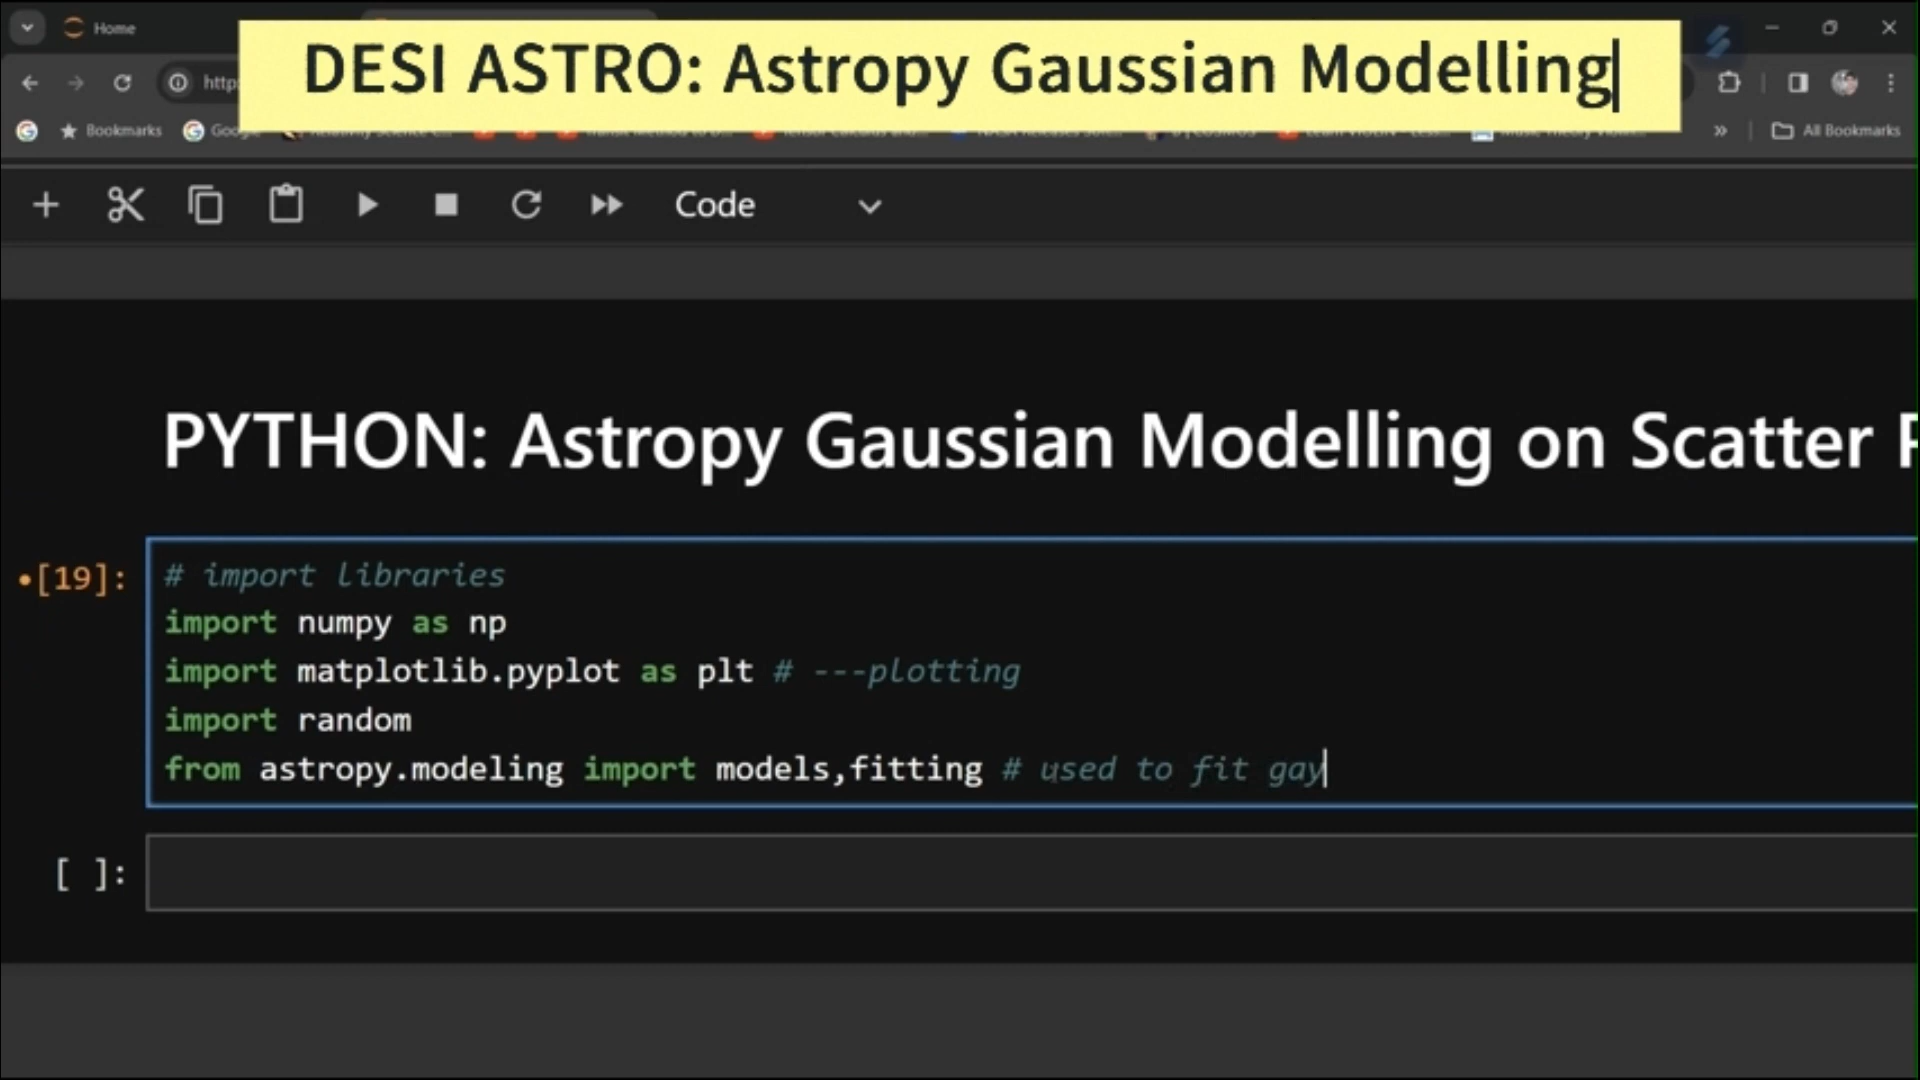 Home
DESI ASTRO: Astropy Gaussian Modelling
http:
Bookmarks
All Bookmarks
Code
PYTHON: Astropy Gaussian Modelling on Scatter
[19]:
# import libraries
import numpy as np
import matplotlib.pyplot as plt # ---plotting
import random
from astropy.modeling import models,fitting # used to fit gay
[ ]: